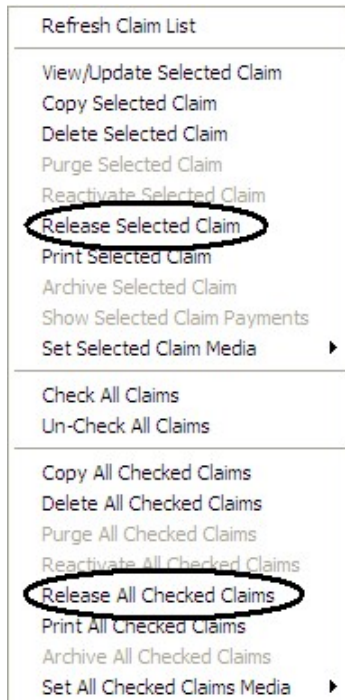 Refresh Claim List
View/Update Selected Claim
Copy Selected Claim
Delete Selected Claim
Purge Selected Claim
Reactivate Selected Claim
Release Selected Claim
Print Selected Claim
Archive Selected Claim
Show Selected Claim Payments
Set Selected Claim Media
Check All Claims
Un-Check All Claims
Copy All Checked Claims
Delete All Checked Claims
Purge All Checked Claims
Reactivate All Checked Claims
Release All Checked Claims
Print All Checked Claims
Archive All Checked Claims
Set All Checked Claims Media